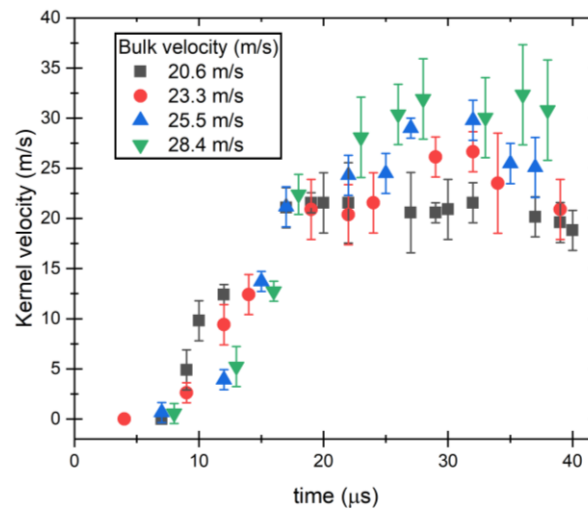 40
35
30
25
20
15
10
5
0
Kernel velocity (m/s)
Bulk velocity (m/s)
20.6 m/s
23.3 m/s
25.5 m/s
28.4 m/s
0 10 20 30 40
time (μs)